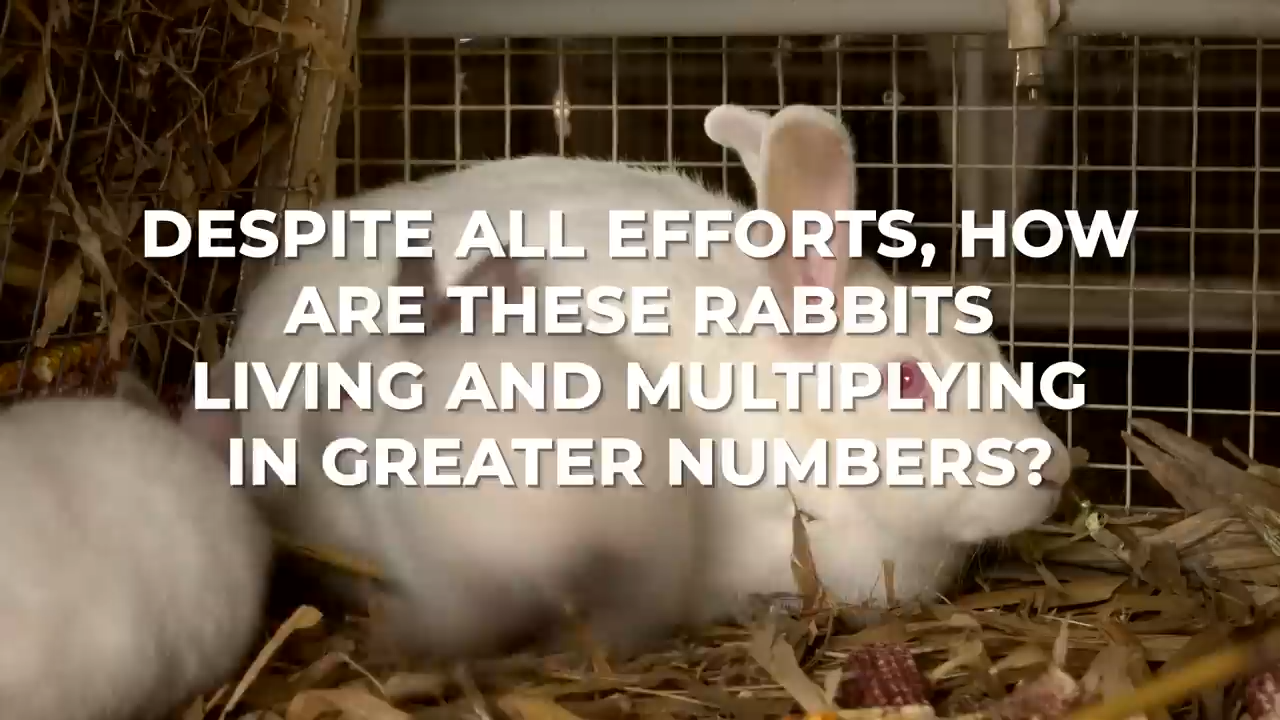 DESPITE ALL EFFORTS, HOW
ARE THESE RABBITS
LIVING AND MULTIPLYING
IN GREATER NUMBERS?